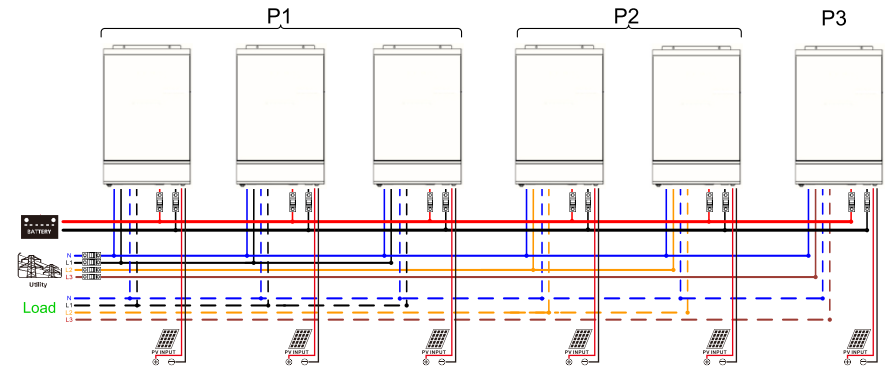 P1 P2 P3
BATTERY
N
L1
L2
L3
Utility
N
L1
L2
L3
Load
PV INPUT PV INPUT PV INPUT PV INPUT PV INPUT PV INPUT